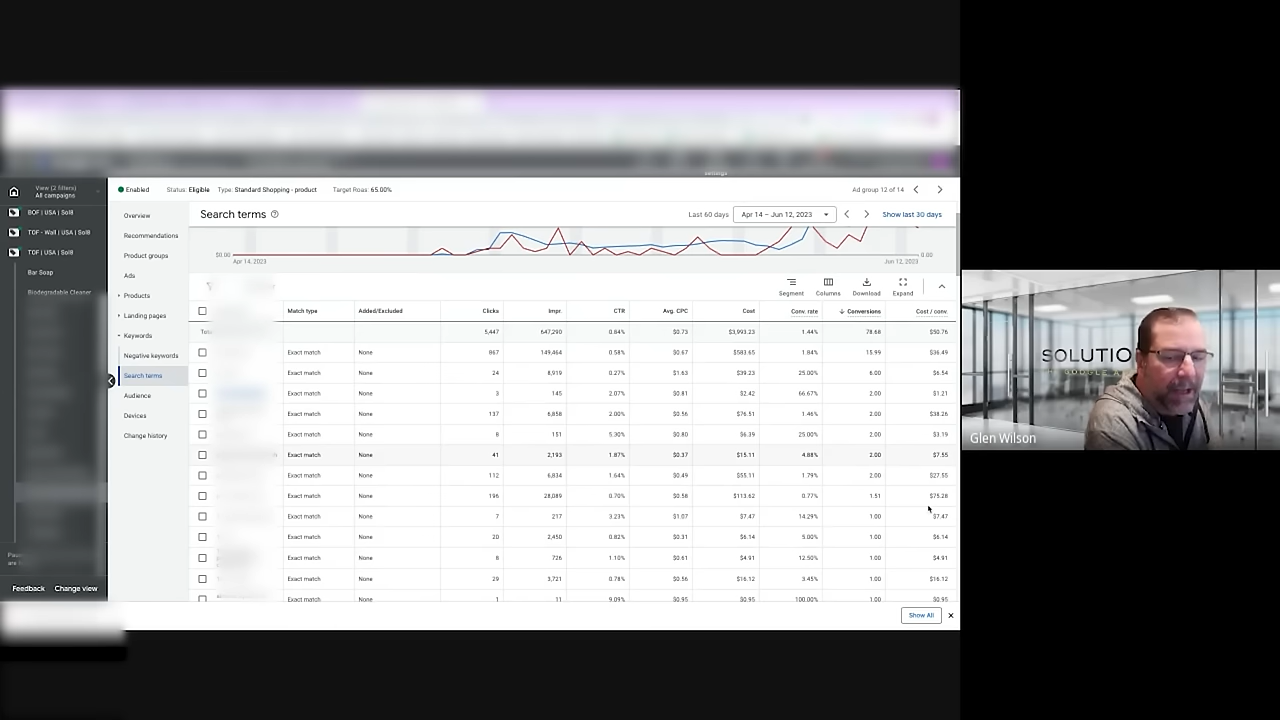 settings
View (2 filters)
All campaigns
Enabled Status: Eligible Type: Standard Shopping - product Target Roas: 65.00% Ad group 12 of 14
BOF | USA | Sol8
TOF - Wall | USA | Sol8
TOF | USA | Sol8
Bar Soap
Biodegradable Cleaner
Feedback Change view
Overview
Recommendations
Product groups
Ads
Products
Landing pages
Keywords
Negative keywords
Search terms
Audience
Devices
Change history
Search terms Last 60 days Apr 14 – Jun 12, 2023 Show last 30 days
$0.00 0.00
Apr 14, 2023 Jun 12, 2023
Segment Columns Download Expand
Match type Added/Excluded Clicks Impr. CTR Avg. CPC Cost Conv. rate Conversions Cost / conv.
5,447 647,290 0.84% $0.73 $3,993.23 1.44% 78.68 $50.76
Exact match None 867 149,464 0.58% $0.67 $583.65 1.84% 15.99 $36.49
Exact match None 24 8,919 0.27% $1.63 $39.23 25.00% 6.00 $6.54
Exact match None 3 145 2.07% $0.81 $2.42 66.67% 2.00 $1.21
Exact match None 137 6,858 2.00% $0.56 $76.51 1.46% 2.00 $38.26
Exact match None 8 151 5.30% $0.80 $6.39 25.00% 2.00 $3.19
Exact match None 41 2,193 1.87% $0.37 $15.11 4.88% 2.00 $7.55
Exact match None 112 6,834 1.64% $0.49 $55.11 1.79% 2.00 $27.55
Exact match None 196 28,089 0.70% $0.58 $113.62 0.77% 1.51 $75.28
Exact match None 7 217 3.23% $1.07 $7.47 14.29% 1.00 $7.47
Exact match None 20 2,450 0.82% $0.31 $6.14 5.00% 1.00 $6.14
Exact match None 8 726 1.10% $0.61 $4.91 12.50% 1.00 $4.91
Exact match None 29 3,721 0.78% $0.56 $16.12 3.45% 1.00 $16.12
Exact match None 1 11 9.09% $0.95 $0.95 100.00% 1.00 $0.95
Show All
SOLUTIO
Glen Wilson